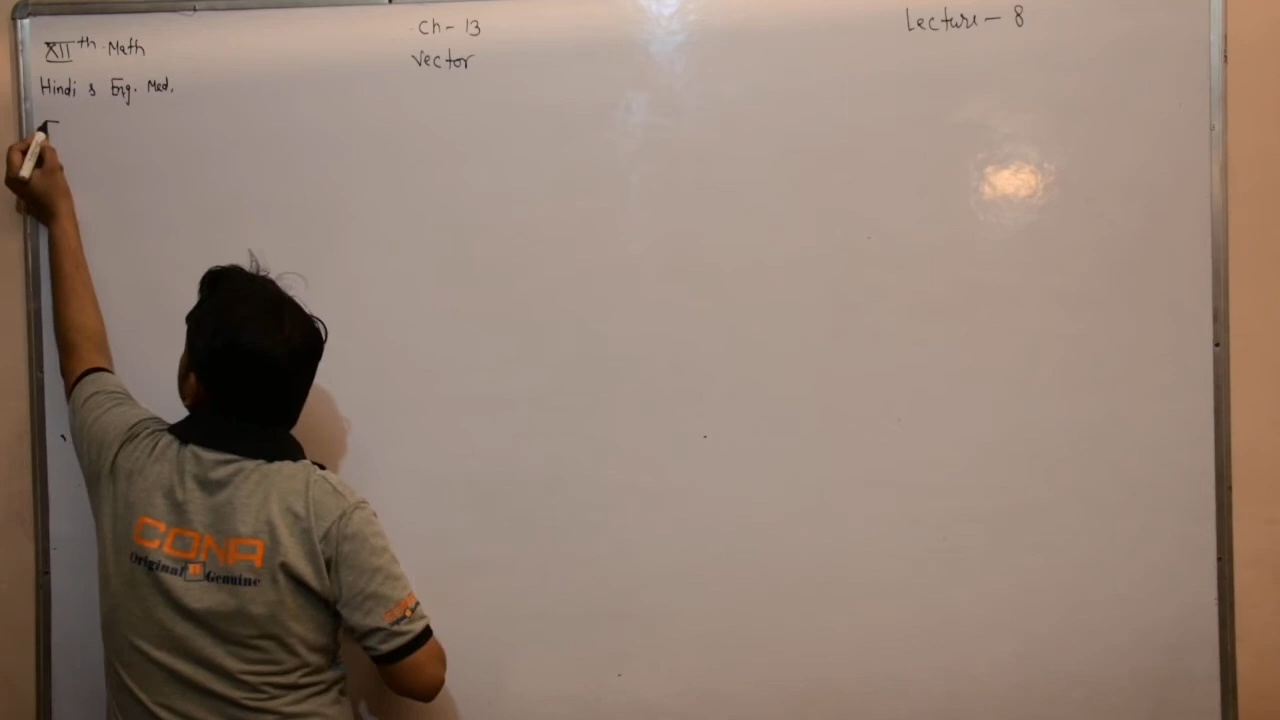 XIIth Math
Hindi & Eng. Med.
Ch-13
Vector
Lecture-8
CONA
Original n Genuine